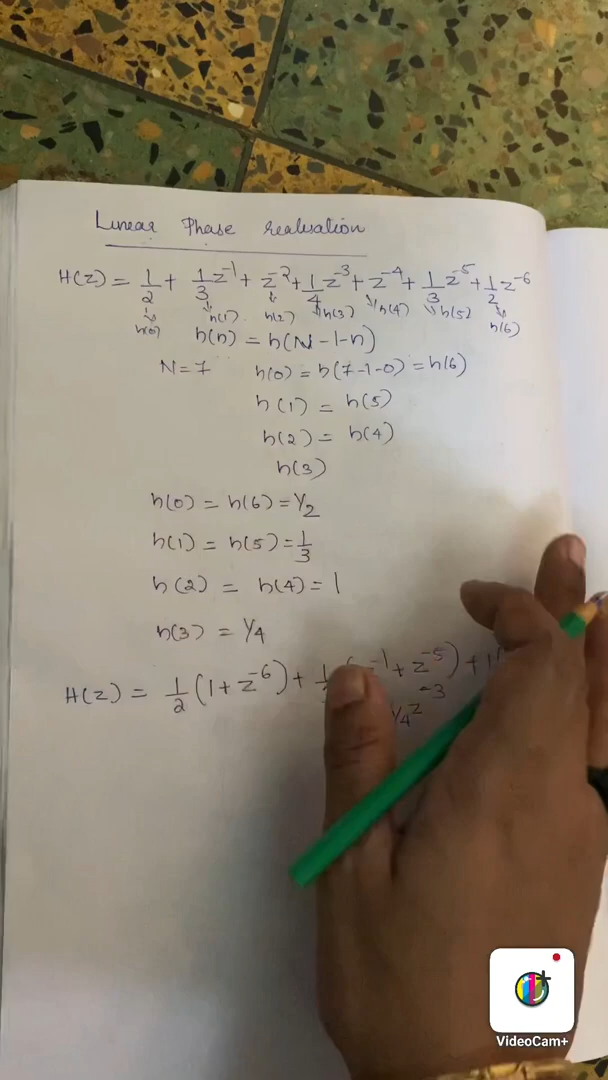 Linear Phase realisation
H(z) = 1/2 + 1/3 z^-1 + z^-2 + 1/4 z^-3 + z^-4 + 1/3 z^-5 + 1/2 z^-6
h(0) h(1) h(2) h(3) h(4) h(5) h(6)
h(n) = h(N-1-n)
N=7 h(0) = h(7-1-0) = h(6)
h(1) = h(5)
h(2) = h(4)
h(3)
h(0) = h(6) = 1/2
h(1) = h(5) = 1/3
h(2) = h(4) = 1
h(3) = 1/4
H(z) = 1/2 (1 + z^-6) + z^-1 + z^-5) + 1(
1/4 z^-3
VideoCam+